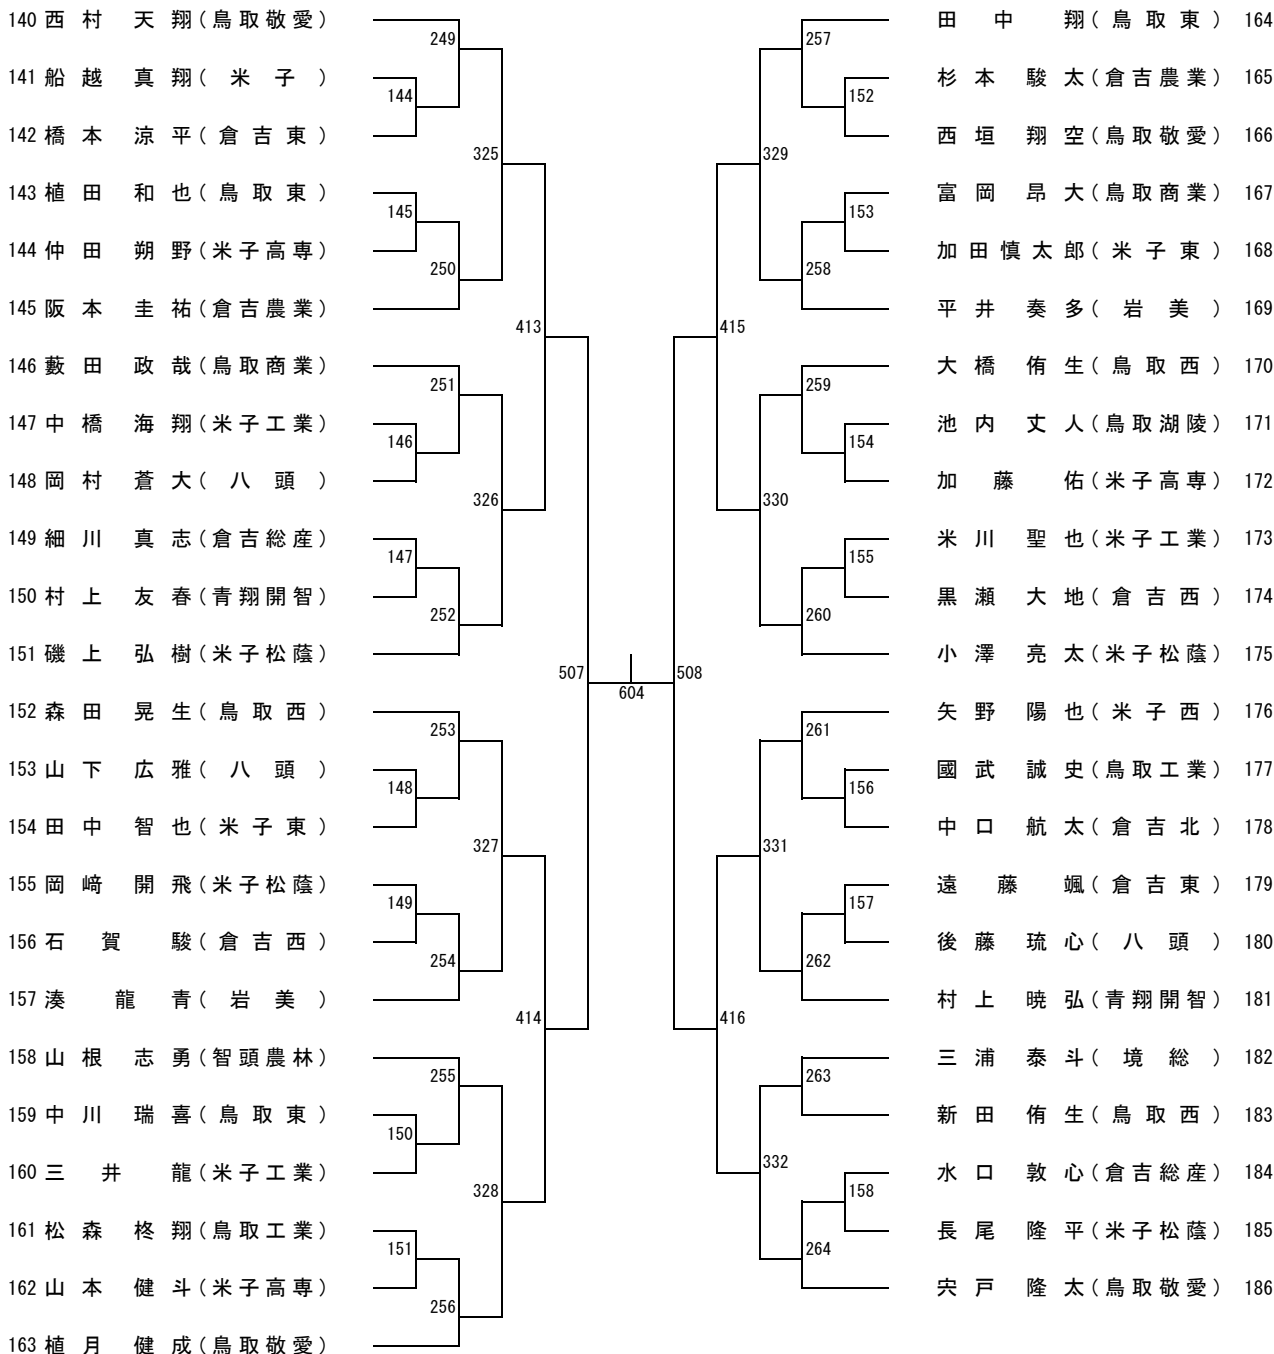 140 西村 天翔(鳥取敬愛)
141 船越 真翔(米子)
142 橋本 涼平(倉吉東)
143 植田 和也(鳥取東)
144 仲田 朔野(米子高専)
145 阪本 圭祐(倉吉農業)
146 藪田 政哉(鳥取商業)
147 中橋 海翔(米子工業)
148 岡村 蒼大(八頭)
149 細川 真志(倉吉総産)
150 村上 友春(青翔開智)
151 磯上 弘樹(米子松蔭)
152 森田 晃生(鳥取西)
153 山下 広雅(八頭)
154 田中 智也(米子東)
155 岡﨑 開飛(米子松蔭)
156 石賀 駿(倉吉西)
157 湊 龍青(岩美)
158 山根 志勇(智頭農林)
159 中川 瑞喜(鳥取東)
160 三井 龍(米子工業)
161 松森 柊翔(鳥取工業)
162 山本 健斗(米子高専)
163 植月 健成(鳥取敬愛)
249
144
325
145
250
413
251
146
326
147
252
507
253
148
327
149
254
414
255
150
328
151
256
604
257
152
329
153
258
415
259
154
330
155
260
508
261
156
331
157
262
416
263
332
158
264
田中 翔(鳥取東) 164
杉本 駿太(倉吉農業) 165
西垣 翔空(鳥取敬愛) 166
富岡 昂大(鳥取商業) 167
加田慎太郎(米子東) 168
平井 奏多(岩美) 169
大橋 侑生(鳥取西) 170
池内 丈人(鳥取湖陵) 171
加藤 佑(米子高専) 172
米川 聖也(米子工業) 173
黒瀬 大地(倉吉西) 174
小澤 亮太(米子松蔭) 175
矢野 陽也(米子西) 176
國武 誠史(鳥取工業) 177
中口 航太(倉吉北) 178
遠藤 颯(倉吉東) 179
後藤 琉心(八頭) 180
村上 暁弘(青翔開智) 181
三浦 泰斗(境総) 182
新田 侑生(鳥取西) 183
水口 敦心(倉吉総産) 184
長尾 隆平(米子松蔭) 185
宍戸 隆太(鳥取敬愛) 186